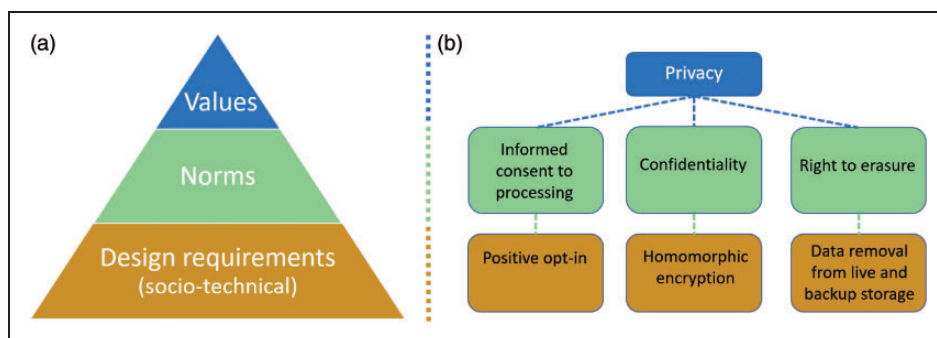 (a)
Values
Norms
Design requirements
(socio-technical)
(b)
Privacy
Informed
consent to
processing
Confidentiality
Right to erasure
Positive opt-in
Homomorphic
encryption
Data removal
from live and
backup storage